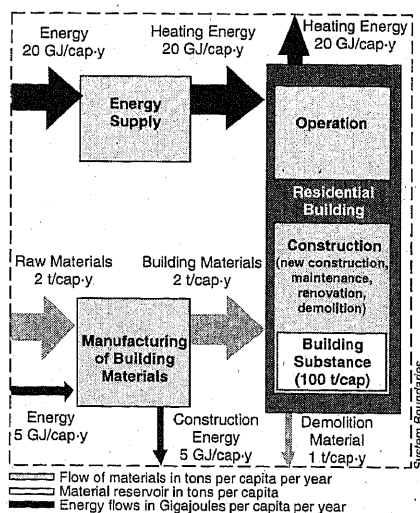 Energy
20 GJ/cap·y
Heating Energy
20 GJ/cap·y
Heating Energy
20 GJ/cap·y
Energy
Supply
Operation
Residential
Building
Raw Materials
2 t/cap·y
Building Materials
2 t/cap·y
Construction
(new construction,
maintenance,
renovation,
demolition)
Manufacturing
of Building
Materials
Building
Substance
(100 t/cap)
Energy
5 GJ/cap·y
Construction
Energy
5 GJ/cap·y
Demolition
Material
1 t/cap·y
System Boundaries
Flow of materials in tons per capita per year
Material reservoir in tons per capita
Energy flows in Gigajoules per capita per year